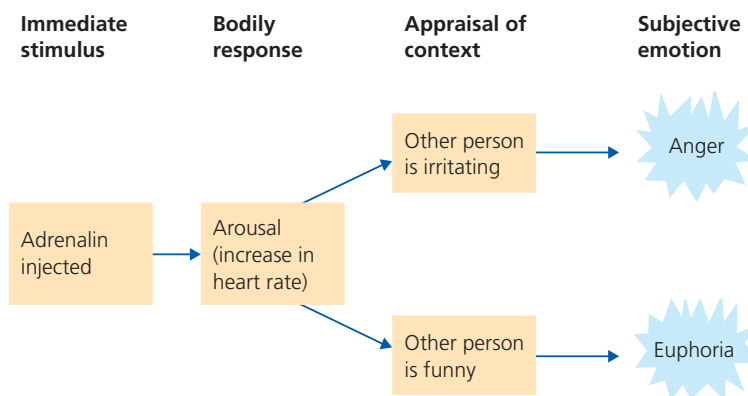 Immediate
stimulus
Bodily
response
Appraisal of
context
Subjective
emotion
Adrenalin
injected
Arousal
(increase in
heart rate)
Other person
is irritating
Anger
Other person
is funny
Euphoria